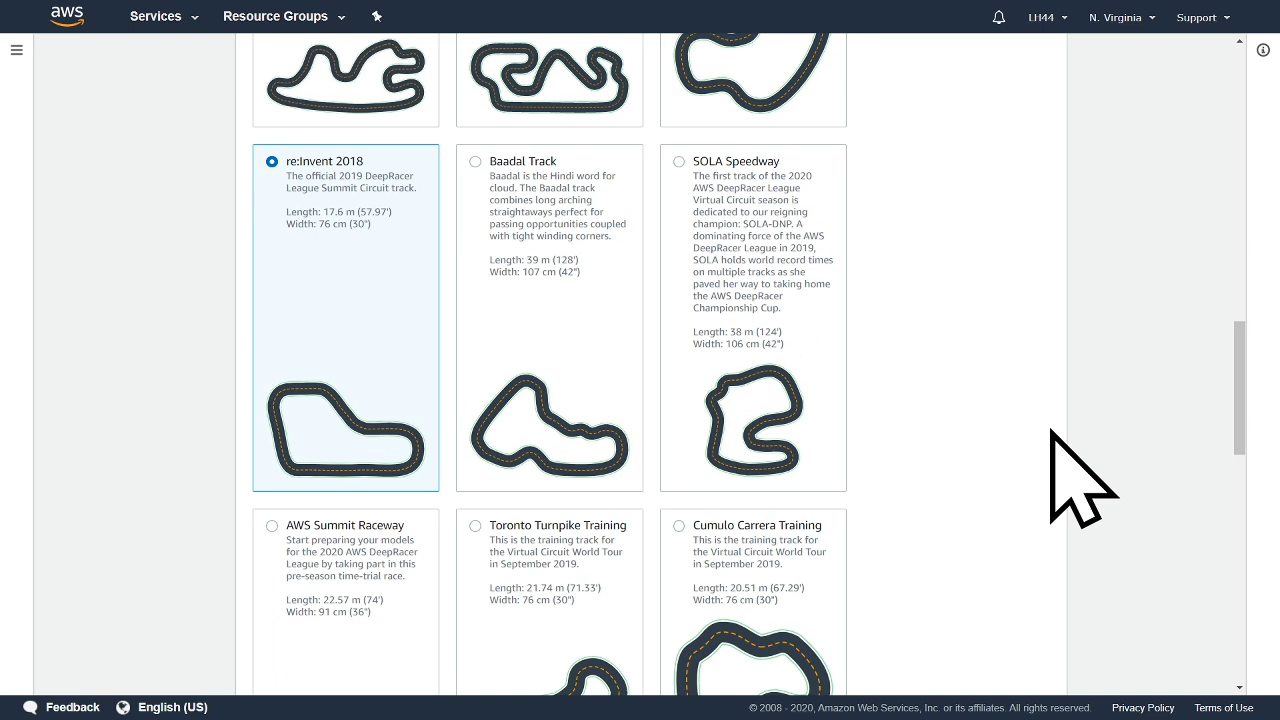 aws
Services
Resource Groups
LH44
N. Virginia
Support
re:Invent 2018
The official 2019 DeepRacer
League Summit Circuit track.
Length: 17.6 m (57.97')
Width: 76 cm (30")
Baadal Track
Baadal is the Hindi word for
cloud. The Baadal track
combines long arching
straightaways perfect for
passing opportunities coupled
with tight winding corners.
Length: 39 m (128')
Width: 107 cm (42")
SOLA Speedway
The first track of the 2020
AWS DeepRacer League
Virtual Circuit season is
dedicated to our reigning
champion: SOLA-DNP. A
dominating force of the AWS
DeepRacer League in 2019,
SOLA holds world record times
on multiple tracks as she
paved her way to taking home
the AWS DeepRacer
Championship Cup.
Length: 38 m (124')
Width: 106 cm (42")
AWS Summit Raceway
Start preparing your models
for the 2020 AWS DeepRacer
League by taking part in this
pre-season time-trial race.
Length: 22.57 m (74')
Width: 91 cm (36")
Toronto Turnpike Training
This is the training track for
the Virtual Circuit World Tour
in September 2019.
Length: 21.74 m (71.33')
Width: 76 cm (30")
Cumulo Carrera Training
This is the training track for
the Virtual Circuit World Tour
in September 2019.
Length: 20.51 m (67.29')
Width: 76 cm (30")
Feedback
English (US)
© 2008 - 2020, Amazon Web Services, Inc. or its affiliates. All rights reserved.
Privacy Policy
Terms of Use